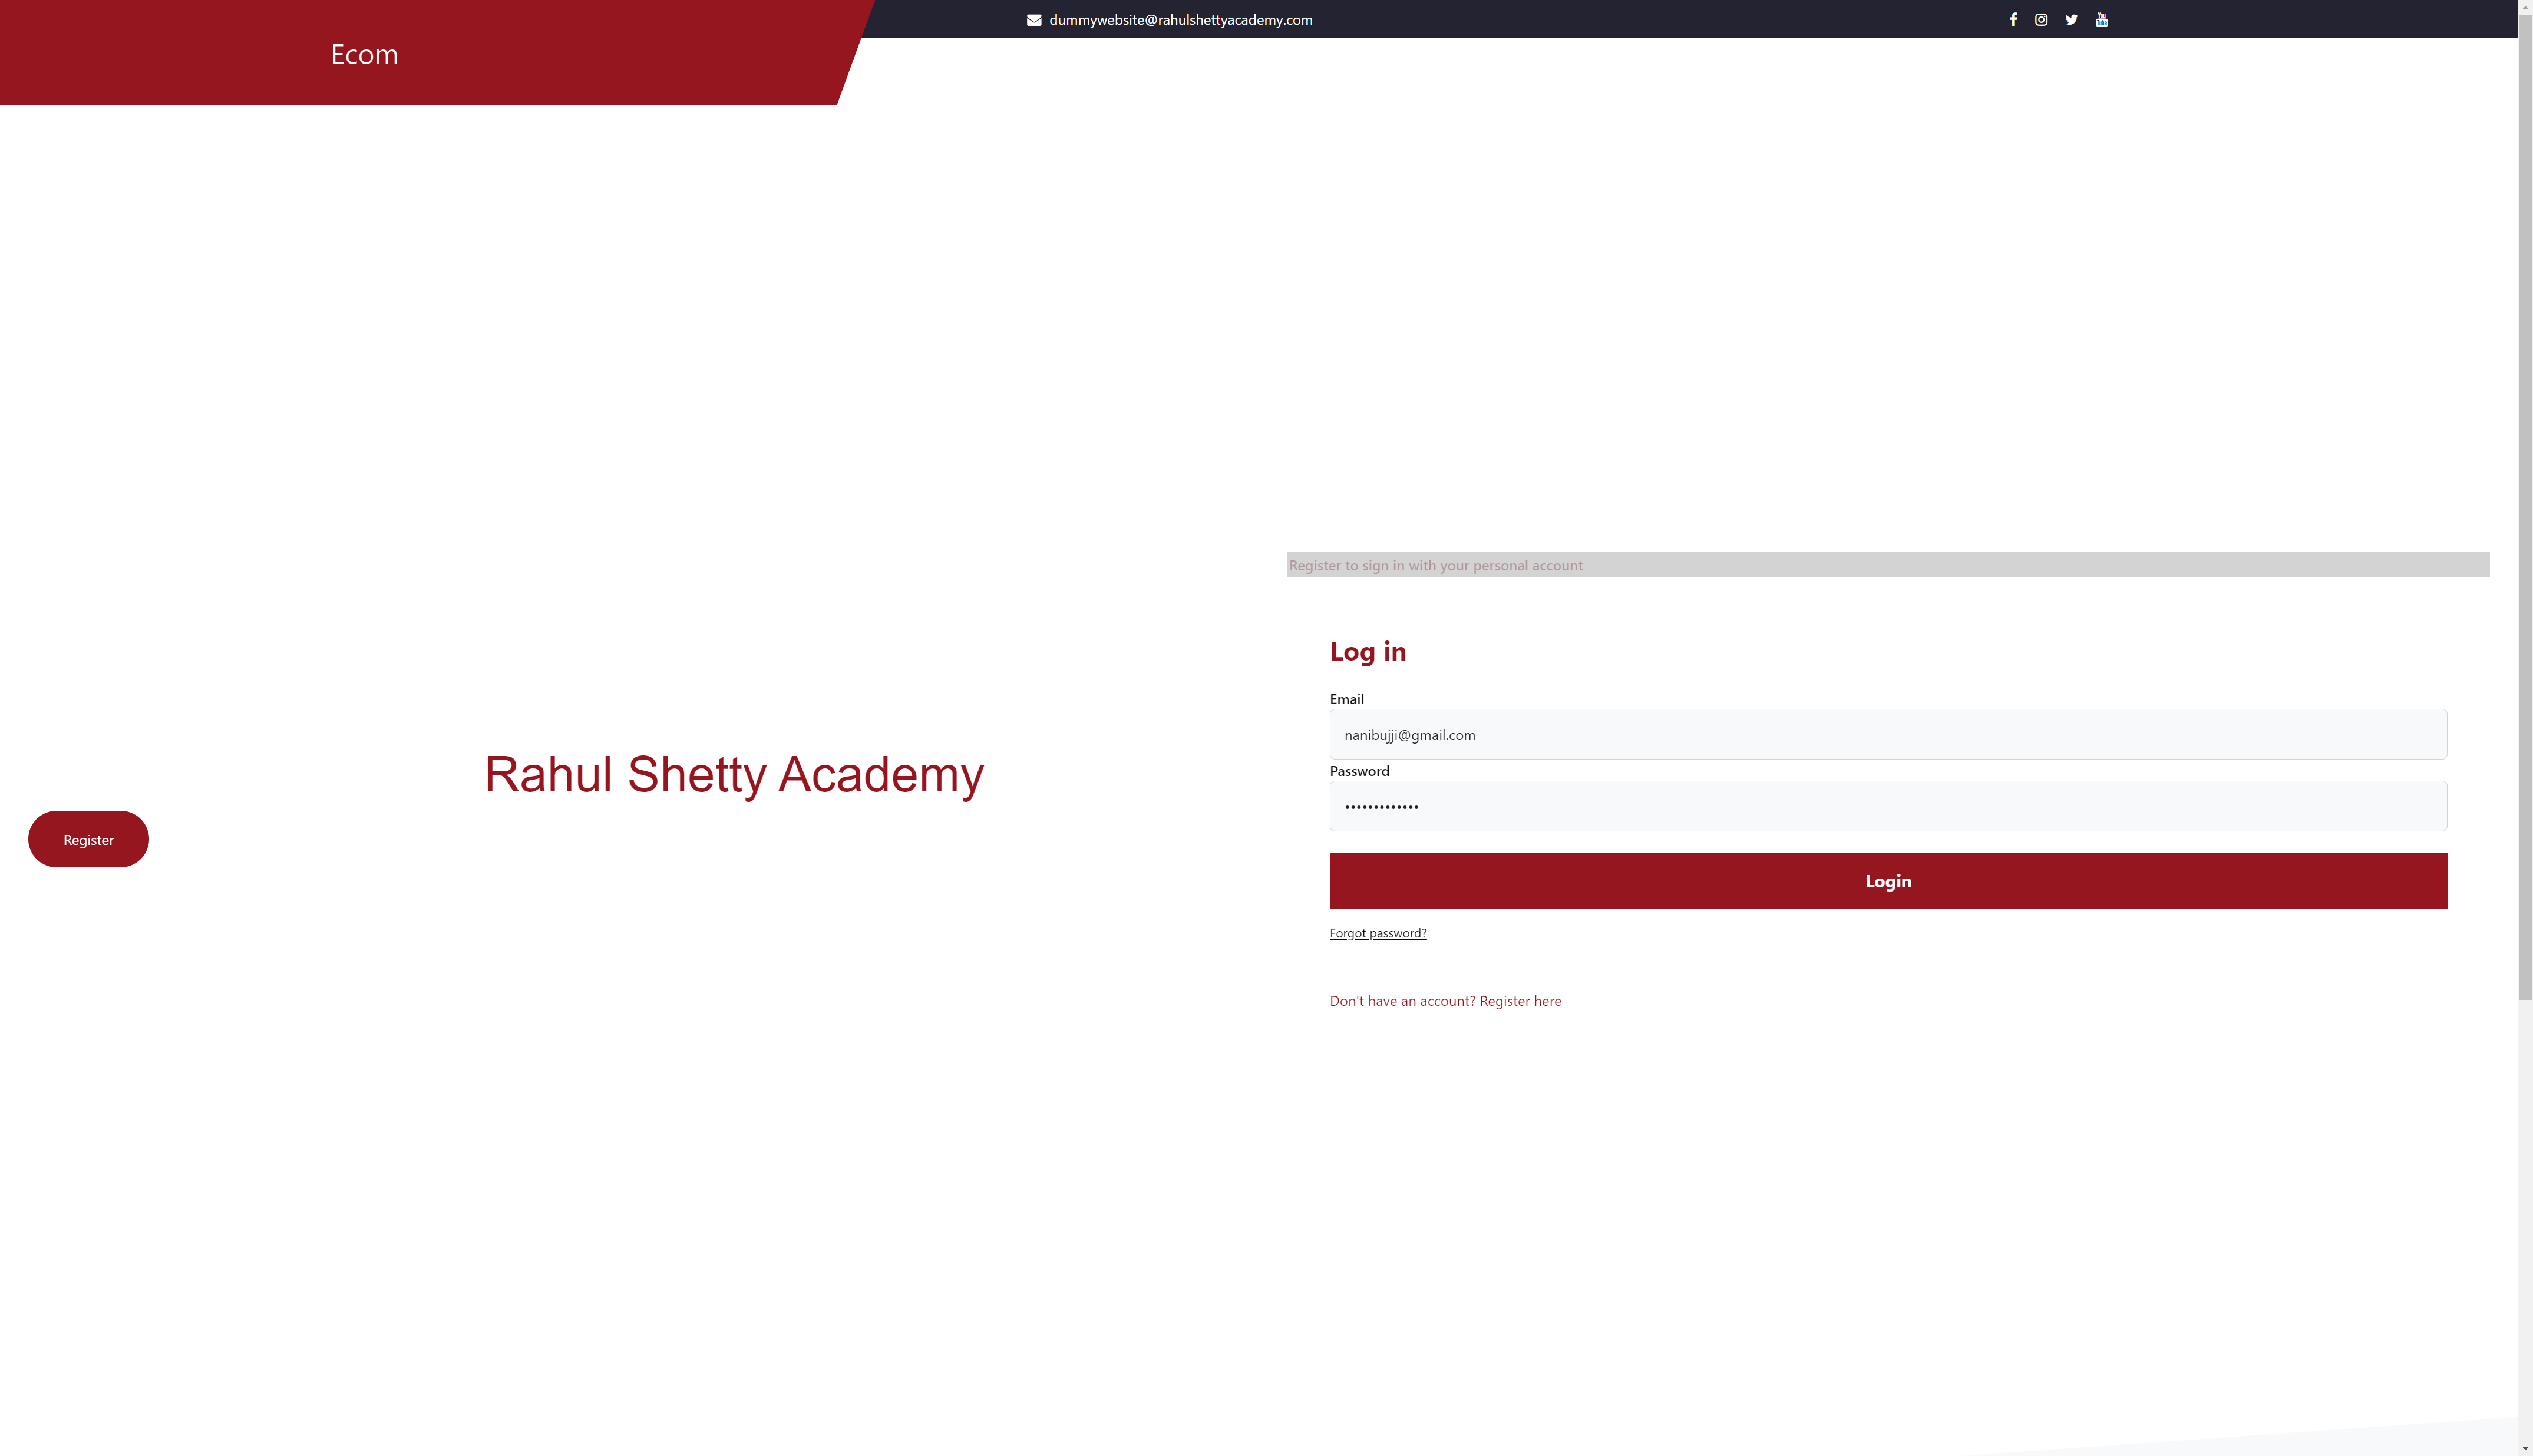 Ecom
dummywebsite@rahulshettyacademy.com
Register to sign in with your personal account
Log in
Email
nanibujji@gmail.com
Password
•••••••••••••
Rahul Shetty Academy
Register
Login
Forgot password?
Don't have an account? Register here